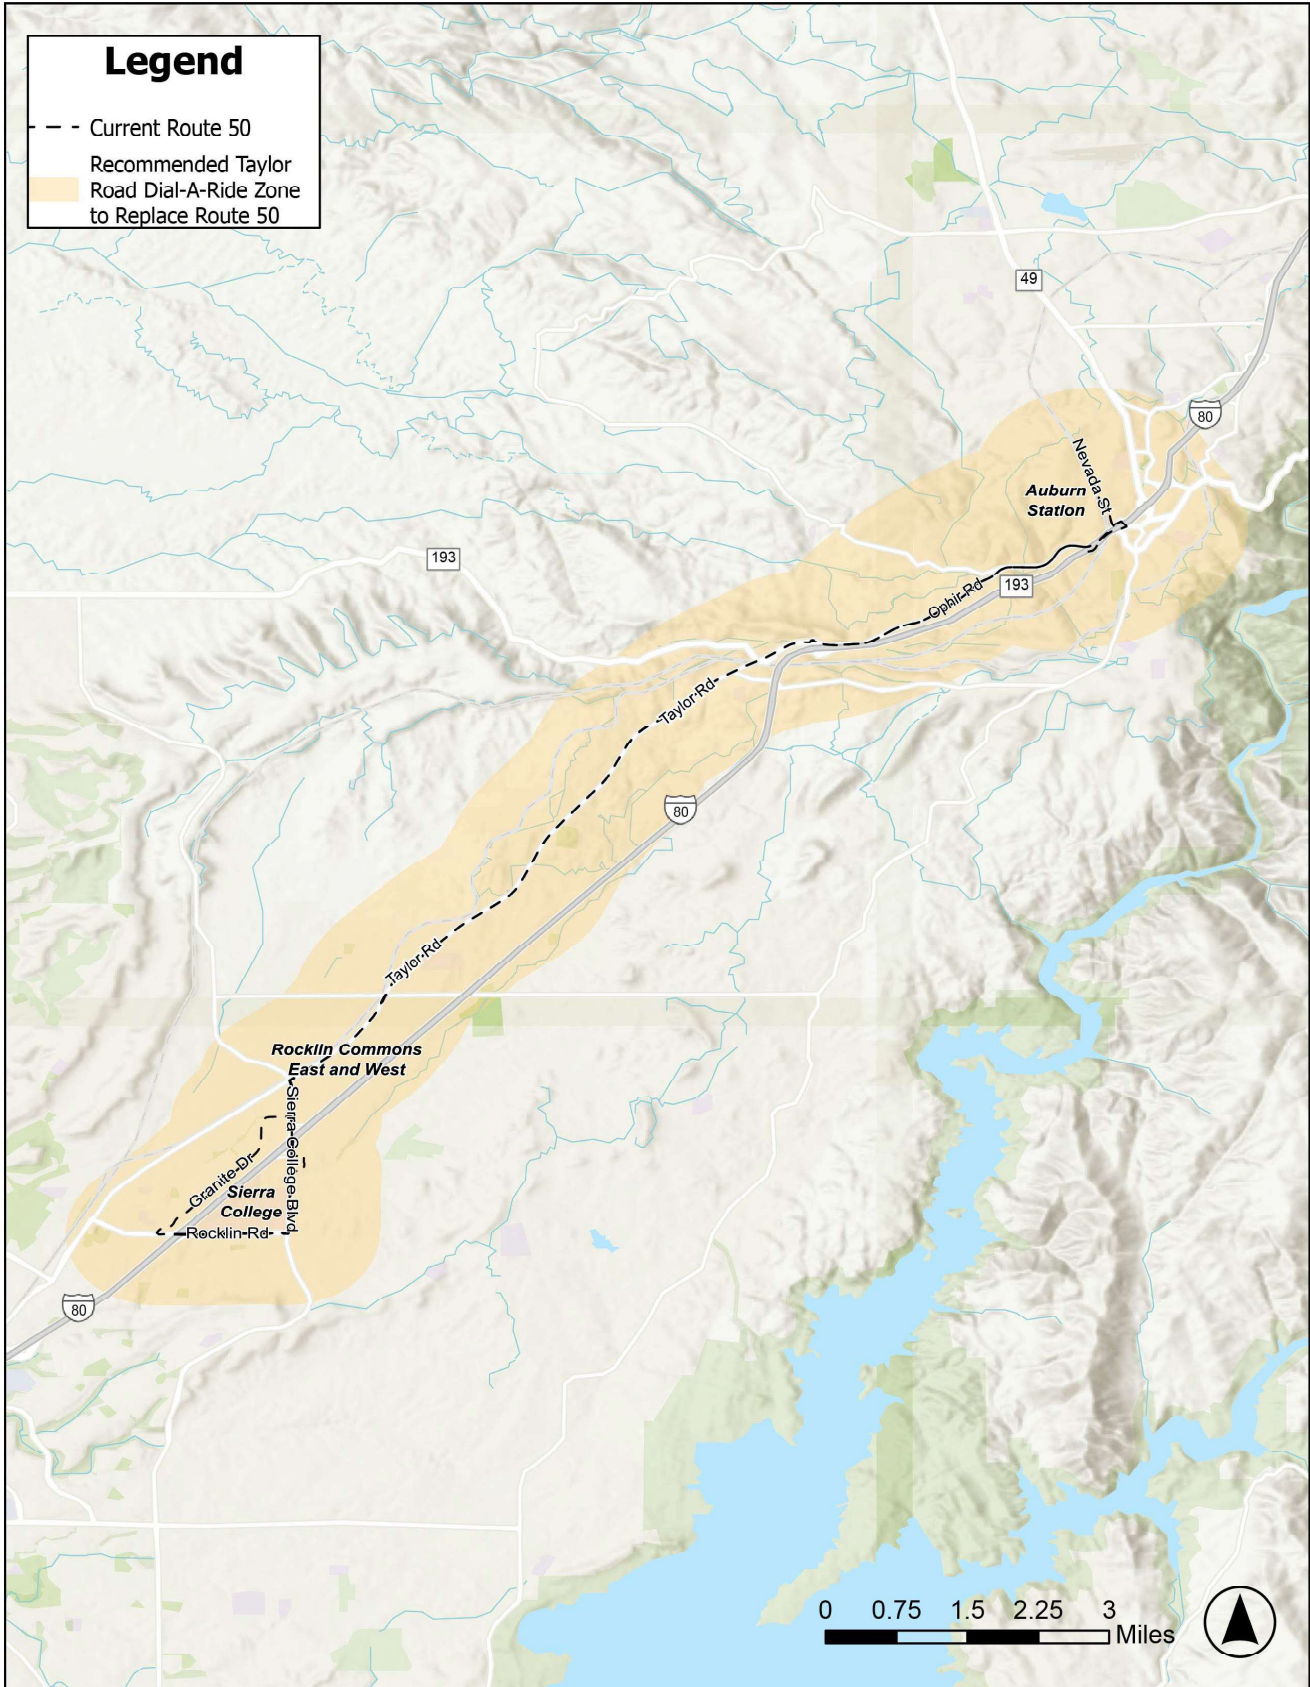 Legend
Current Route 50
Recommended Taylor
Road Dial-A-Ride Zone
to Replace Route 50
49
80
Nevada St
Auburn
Station
193
193
Ophir Rd
Taylor Rd
80
Taylor Rd
Rocklin Commons
East and West
Sierra College Blvd
Granite Dr
Sierra
College
Rocklin Rd
80
0 0.75 1.5 2.25 3
Miles